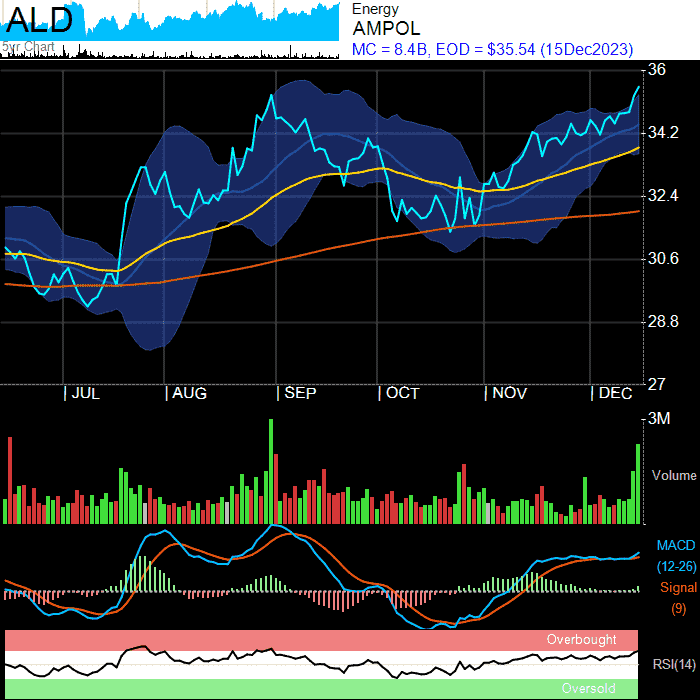 ALD
5yr Chart
Energy
AMPOL
MC = 8.4B, EOD = $35.54 (15Dec2023)
36
34.2
32.4
30.6
28.8
27
| JUL | AUG | SEP | OCT | NOV | DEC
3M
Volume
MACD
(12-26)
Signal
(9)
Overbought
RSI(14)
Oversold